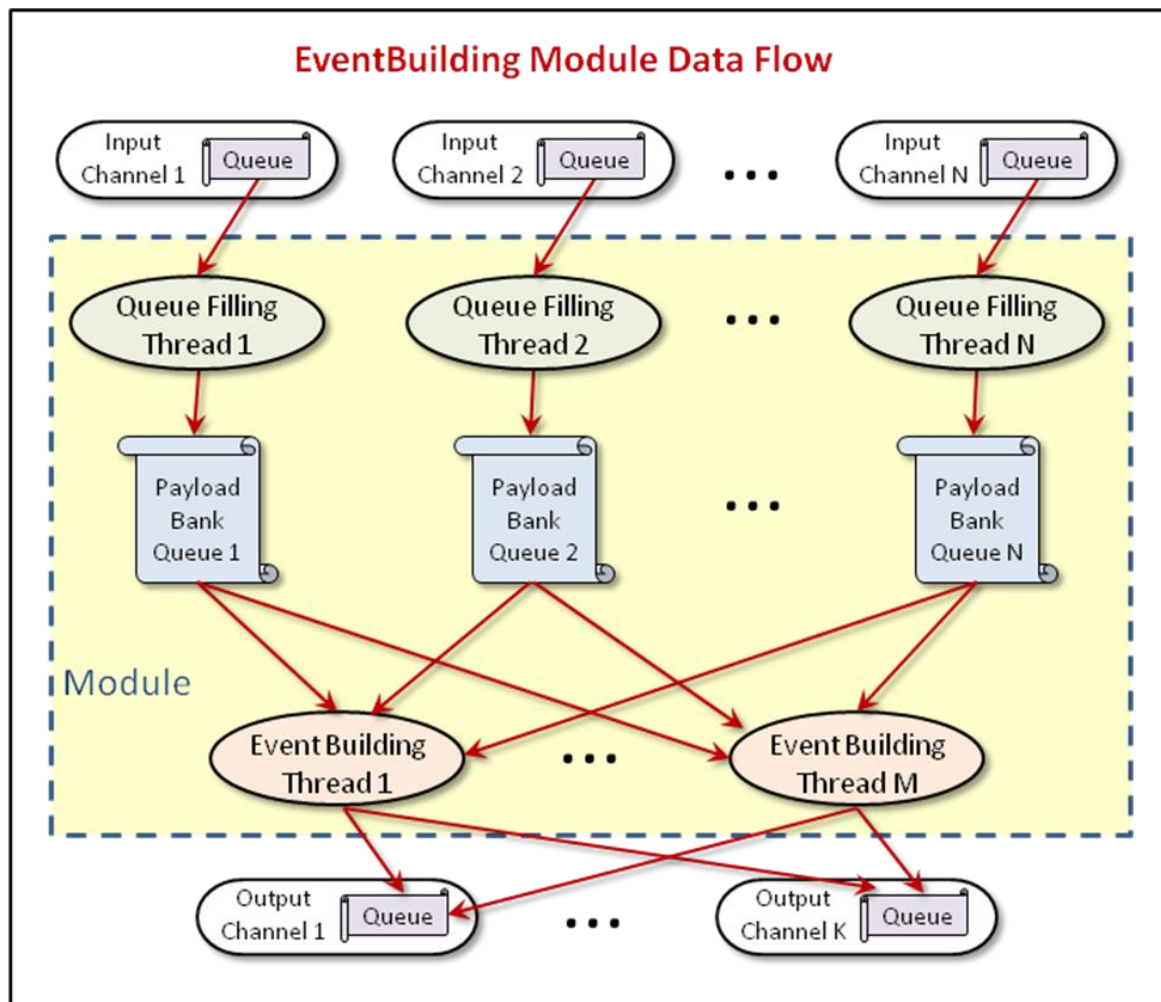 EventBuilding Module Data Flow
Input
Channel 1
Queue
Input
Channel 2
Queue
...
Input
Channel N
Queue
Queue Filling
Thread 1
Queue Filling
Thread 2
...
Queue Filling
Thread N
Payload
Bank
Queue 1
Payload
Bank
Queue 2
...
Payload
Bank
Queue N
Module
Event Building
Thread 1
...
Event Building
Thread M
Output
Channel 1
Queue
...
Output
Channel K
Queue